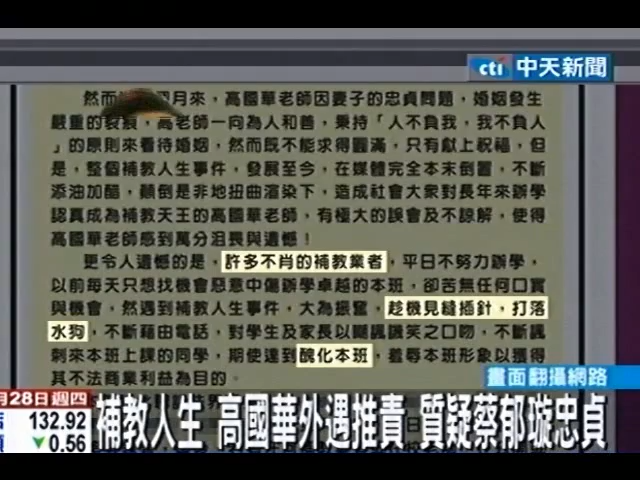 cti 中天新聞
然而 月來，高國華老師因妻子的忠貞問題，婚姻發生
嚴重的裂痕，高老師一向為人和善，秉持「人不負我，我不負人
」的原則來看待婚姻，然而既不能求得圓滿，只有獻上祝福，但
是，整個補教人生事件，發展至今，在媒體完全本末倒置，不斷
添油加醋，顛倒是非地扭曲渲染下，造成社會大眾對長年來辦學
認真成為補教天王的高國華老師，有極大的誤會及不諒解，使得
高國華老師感到萬分沮喪與遺憾！
更令人遺憾的是，許多不肖的補教業者，平日不努力辦學，
以前每天只想找機會惡意中傷辦學卓越的本班，卻苦無任何口實
與機會，然遇到補教人生事件，大為振奮，趁機見縫插針，打落
水狗，不斷藉由電話，對學生及家長以嘲諷譏笑之口吻，不斷諷
刺來本班上課的同學，期使達到醜化本班，羞辱本班形象以獲得
其不法商業利益為目的。
畫面翻攝網路
月28日週四
132.92
▼0.56
補教人生 高國華外遇推責 質疑蔡郁璇忠貞